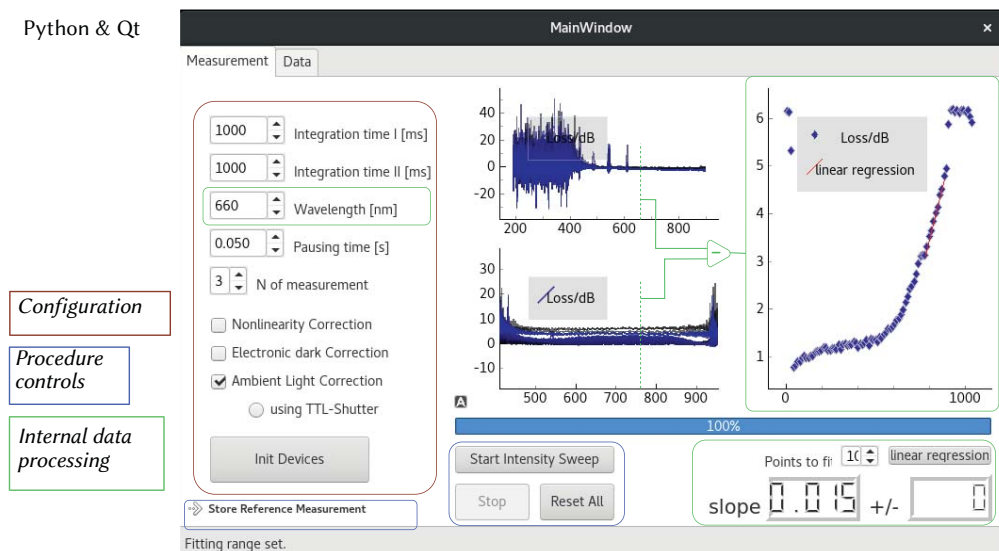 Python & Qt
MainWindow
×
Measurement
Data
1000
Integration time I [ms]
1000
Integration time II [ms]
660
Wavelength [nm]
0.050
Pausing time [s]
3
N of measurement
Nonlinearity Correction
Electronic dark Correction
Ambient Light Correction
using TTL-Shutter
Init Devices
Store Reference Measurement
Fitting range set.
Configuration
Procedure
controls
Internal data
processing
40
20
0
-20
Loss/dB
200
400
600
800
30
20
10
0
-10
Loss/dB
500
600
700
800
900
A
−
6
5
4
3
2
1
Loss/dB
linear regression
0
1000
100%
Start Intensity Sweep
Stop
Reset All
Points to fi
10
linear regression
slope
0.015
+/-
0